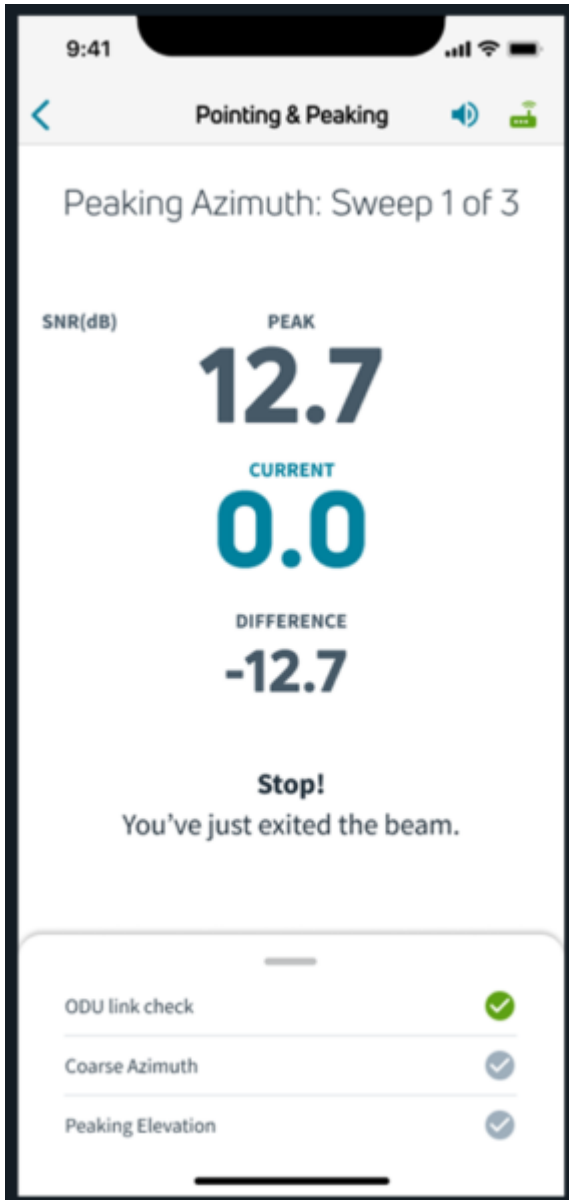 9:41
Pointing & Peaking
Peaking Azimuth: Sweep 1 of 3
SNR(dB)
PEAK
12.7
CURRENT
0.0
DIFFERENCE
-12.7
Stop!
You’ve just exited the beam.
ODU link check
Coarse Azimuth
Peaking Elevation